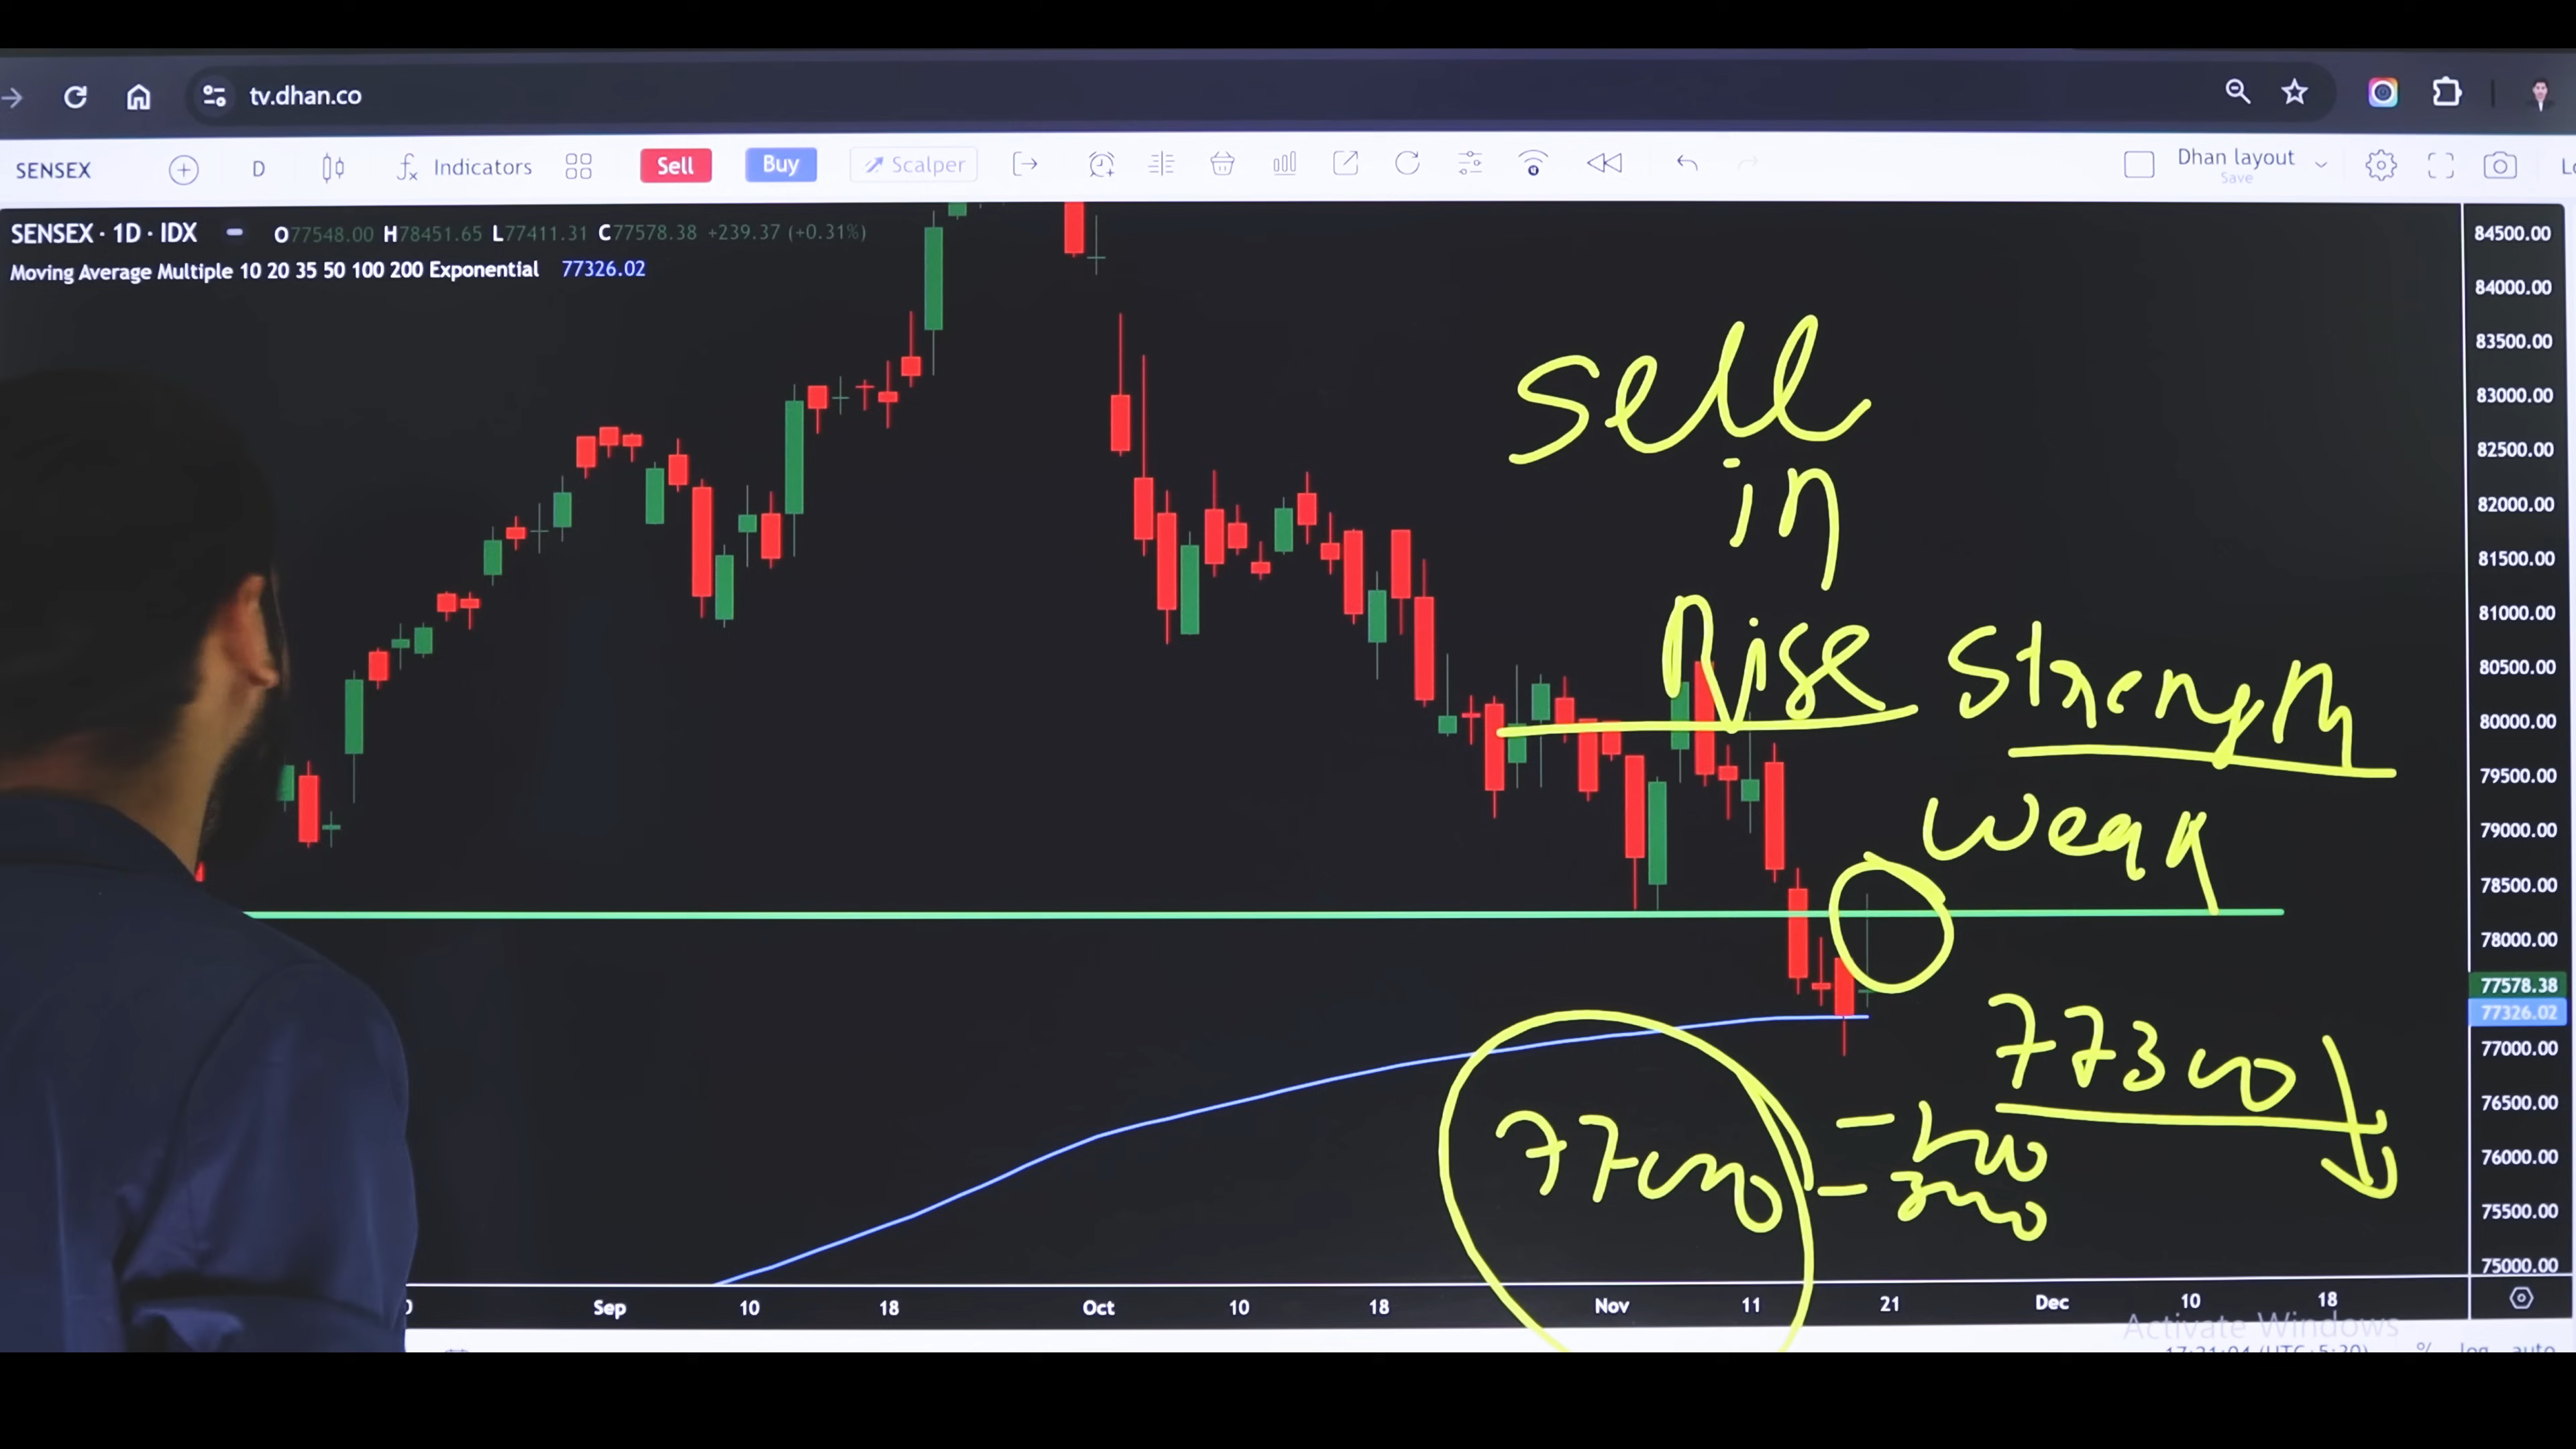 tv.dhan.co
SENSEX
D
Indicators
Sell
Buy
Scalper
Dhan layout
Save
SENSEX · 1D · IDX
O77548.00 H78451.65 L77411.31 C77578.38 +239.37 (+0.31%)
Moving Average Multiple 10 20 35 50 100 200 Exponential 77326.02
84500.00
84000.00
83500.00
83000.00
82500.00
82000.00
81500.00
81000.00
80500.00
80000.00
79500.00
79000.00
78500.00
78000.00
77578.38
77326.02
77000.00
76500.00
76000.00
75500.00
75000.00
Sell
in
Rise
Strength
Weak
77300
77000
Sep 10 18 Oct 10 18 Nov 11 21 Dec 10 18
Activate Windows
% log auto